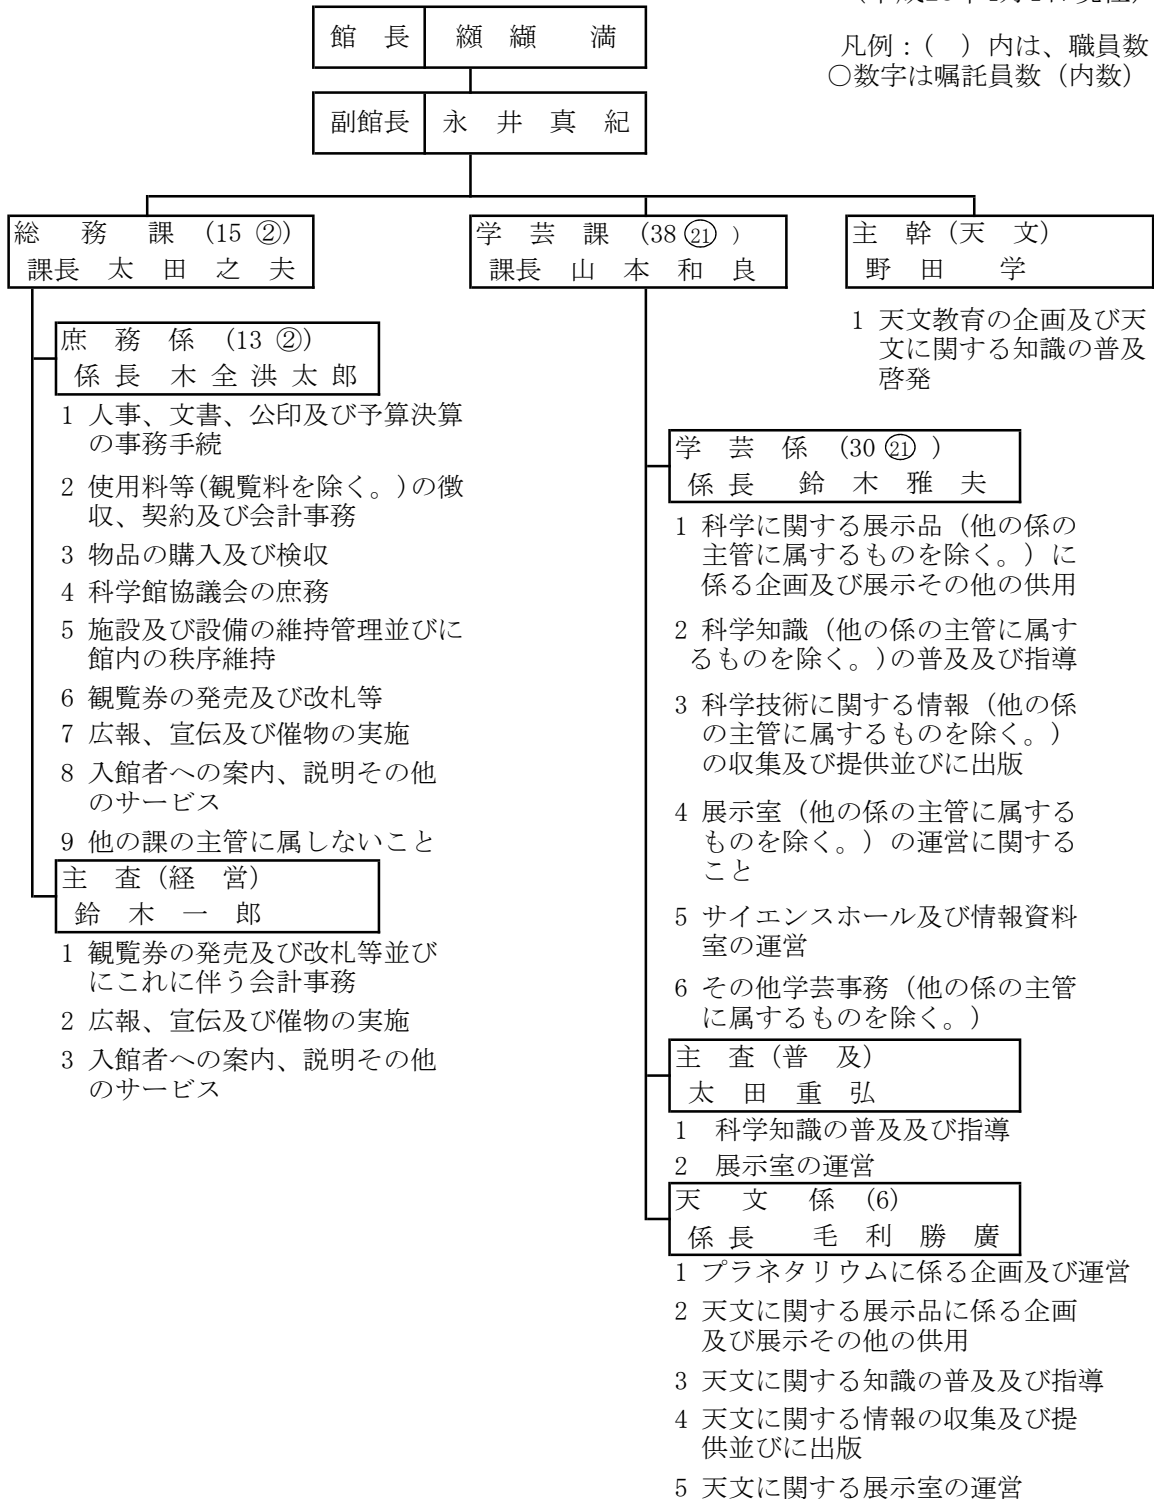 館　長　纐　纈　　満
凡例：(　) 内は、職員数
○数字は嘱託員数（内数）
副館長　永　井　真　紀
総　務　課　(15 ②)
課長　太　田　之　夫
学　芸　課　(38 ㉑ )
課長　山　本　和　良
主　幹（天　文）
野　田　　学
1 天文教育の企画及び天
文に関する知識の普及
啓発
庶　務　係　(13 ②)
係 長　木 全 洪 太 郎
1 人事、文書、公印及び予算決算
の事務手続
2 使用料等(観覧料を除く。)の徴
収、契約及び会計事務
3 物品の購入及び検収
4 科学館協議会の庶務
5 施設及び設備の維持管理並びに
館内の秩序維持
6 観覧券の発売及び改札等
7 広報、宣伝及び催物の実施
8 入館者への案内、説明その他
のサービス
9 他の課の主管に属しないこと
主　査（経　営）
鈴　木　一　郎
1 観覧券の発売及び改札等並び
にこれに伴う会計事務
2 広報、宣伝及び催物の実施
3 入館者への案内、説明その他
のサービス
学　芸　係　(30 ㉑ )
係 長　鈴　木　雅　夫
1 科学に関する展示品（他の係の
主管に属するものを除く。）に
係る企画及び展示その他の供用
2 科学知識（他の係の主管に属す
るものを除く。)の普及及び指導
3 科学技術に関する情報（他の係
の主管に属するものを除く。）
の収集及び提供並びに出版
4 展示室（他の係の主管に属する
ものを除く。）の運営に関する
こと
5 サイエンスホール及び情報資料
室の運営
6 その他学芸事務（他の係の主管
に属するものを除く。）
主　査（普　及）
太　田　重　弘
1　科学知識の普及及び指導
2　展示室の運営
天　文　係　(6)
係 長　毛　利　勝　廣
1 プラネタリウムに係る企画及び運営
2 天文に関する展示品に係る企画
及び展示その他の供用
3 天文に関する知識の普及及び指導
4 天文に関する情報の収集及び提
供並びに出版
5 天文に関する展示室の運営